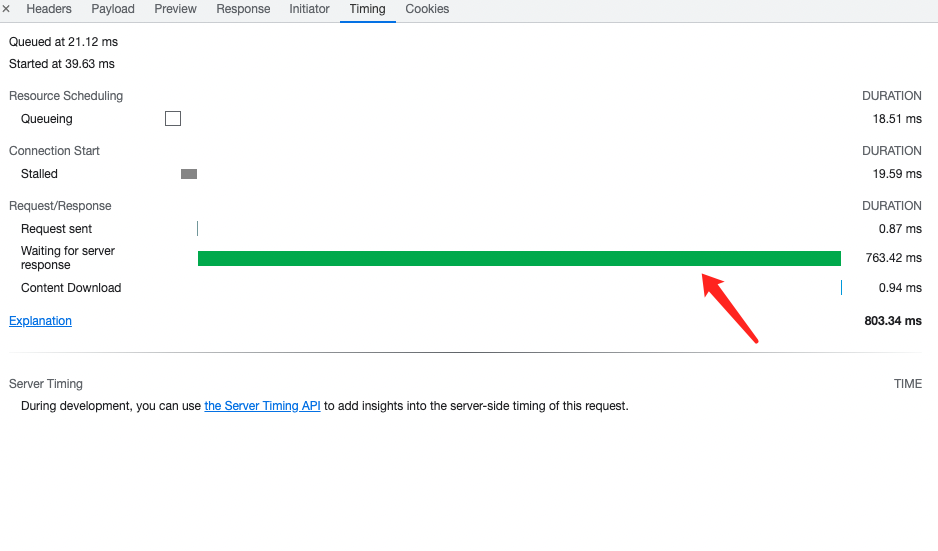 × Headers Payload Preview Response Initiator Timing Cookies
Queued at 21.12 ms
Started at 39.63 ms
Resource Scheduling DURATION
Queueing 18.51 ms
Connection Start DURATION
Stalled 19.59 ms
Request/Response DURATION
Request sent 0.87 ms
Waiting for server
response 763.42 ms
Content Download 0.94 ms
Explanation 803.34 ms
Server Timing TIME
During development, you can use the Server Timing API to add insights into the server-side timing of this request.